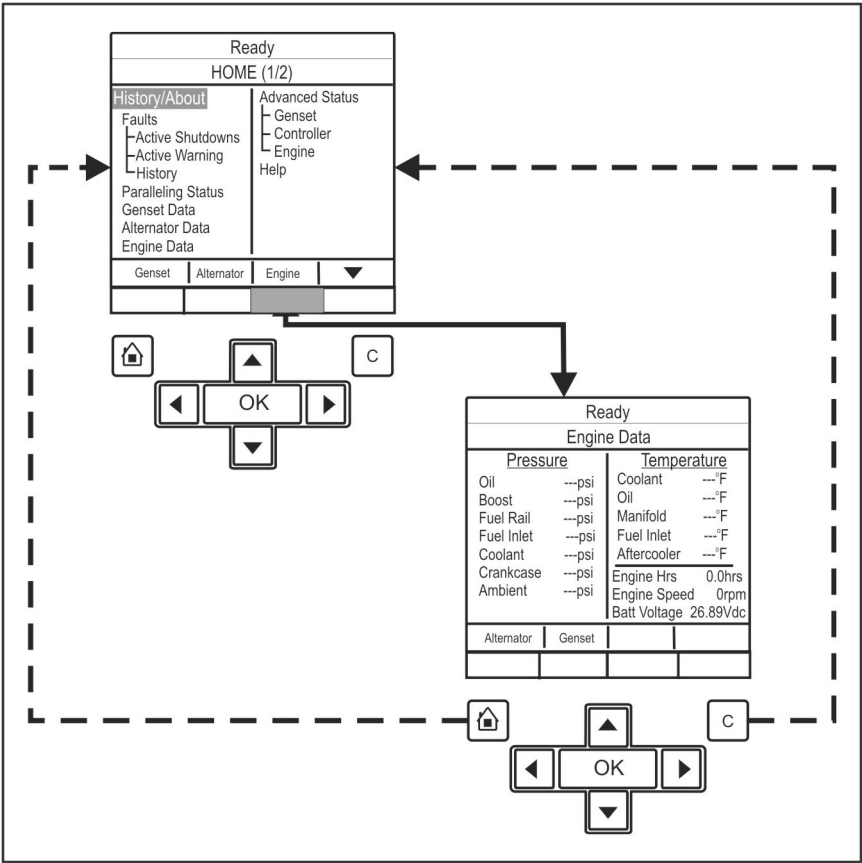 Ready
HOME (1/2)
History/About
Faults
Active Shutdowns
Active Warning
History
Paralleling Status
Genset Data
Alternator Data
Engine Data
Advanced Status
Genset
Controller
Engine
Help
Genset Alternator Engine
C
OK
Ready
Engine Data
Pressure
Oil ---psi
Boost ---psi
Fuel Rail ---psi
Fuel Inlet ---psi
Coolant ---psi
Crankcase ---psi
Ambient ---psi
Temperature
Coolant ---°F
Oil ---°F
Manifold ---°F
Fuel Inlet ---°F
Aftercooler ---°F
Engine Hrs 0.0hrs
Engine Speed 0rpm
Batt Voltage 26.89Vdc
Alternator Genset
C
OK